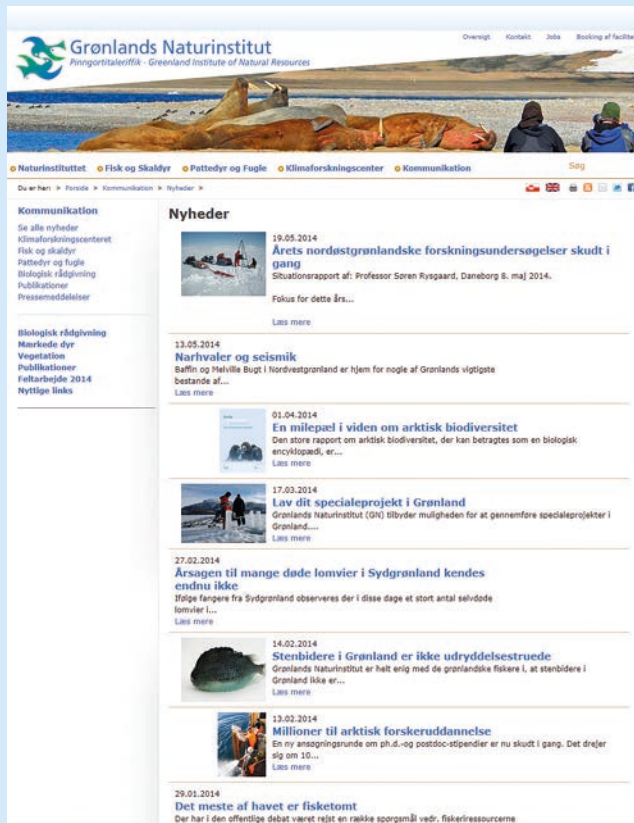 Grønlands Naturinstitut
Pinngortitaleriffik - Greenland Institute of Natural Resources
Oversigt Kontakt Jobs Booking af facilite
Naturinstituttet Fisk og Skaldyr Pattedyr og Fugle Klimaforskningscenter Kommunikation Søg
Du er her: > Forside > Kommunikation > Nyheder >
Kommunikation
Se alle nyheder
Klimaforskningscenteret
Fisk og skaldyr
Pattedyr og fugle
Biologisk rådgivning
Publikationer
Pressemeddelelser
Biologisk rådgivning
Mærkede dyr
Vegetation
Publikationer
Feltarbejde 2014
Nyttige links
Nyheder
19.05.2014
Årets nordøstgrønlandske forskningsundersøgelser skudt i
gang
Situationsrapport af: Professor Søren Rysgaard, Daneborg 8. maj 2014.
Fokus for dette års...
Læs mere
13.05.2014
Narhvaler og seismik
Baffin og Melville Bugt i Nordvestgrønland er hjem for nogle af Grønlands vigtigste
bestande af...
Læs mere
01.04.2014
En milepæl i viden om arktisk biodiversitet
Den store rapport om arktisk biodiversitet, der kan betragtes som en biologisk
encyklopædi, er...
Læs mere
17.03.2014
Lav dit specialeprojekt i Grønland
Grønlands Naturinstitut (GN) tilbyder muligheden for at gennemføre specialeprojekter i
Grønland....
Læs mere
27.02.2014
Årsagen til mange døde lomvier i Sydgrønland kendes
endnu ikke
Ifølge fangere fra Sydgrønland observeres der i disse dage et stort antal selvdøde
lomvier i...
Læs mere
14.02.2014
Stenbidere i Grønland er ikke udryddelsestruede
Grønlands Naturinstitut er helt enig med de grønlandske fiskere i, at stenbidere i
Grønland ikke er...
Læs mere
13.02.2014
Millioner til arktisk forskeruddannelse
En ny ansøgningsrunde om ph.d.-og postdoc-stipendier er nu skudt i gang. Det drejer
sig om 10...
Læs mere
29.01.2014
Det meste af havet er fisketomt
Der har i den offentlige debat været rejst en række spørgsmål vedr. fiskeriressourcerne